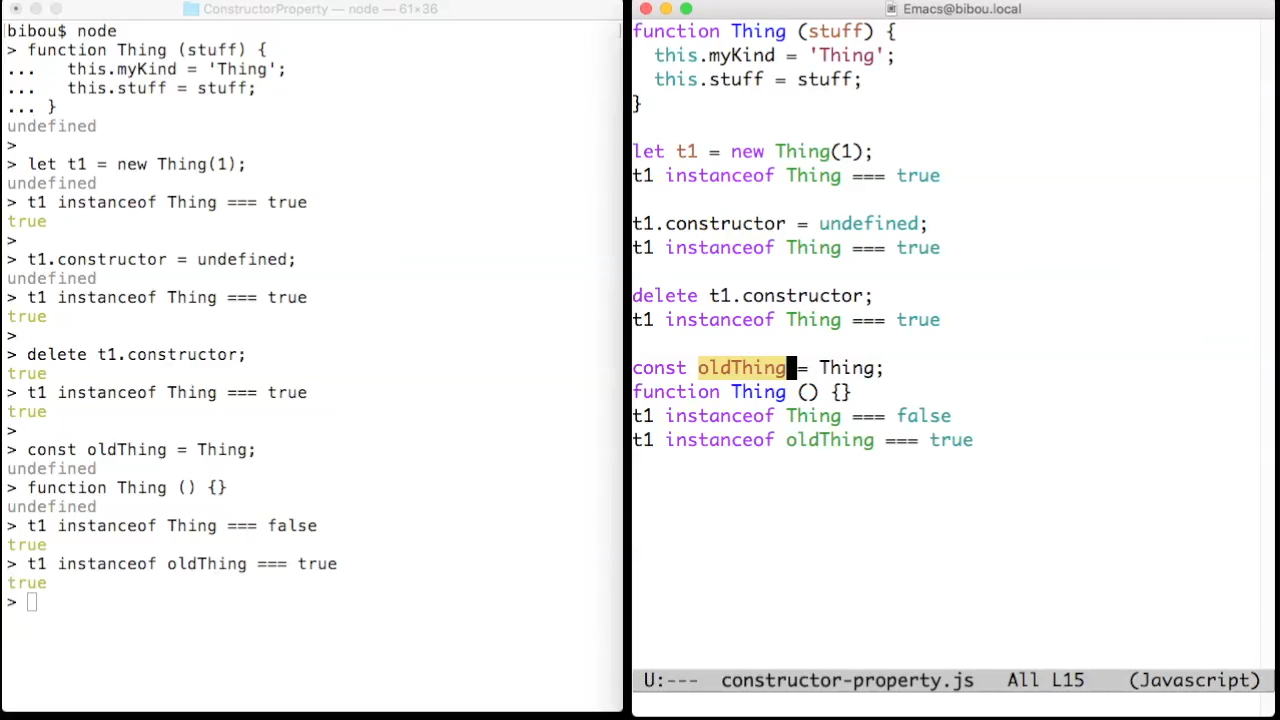 ConstructorProperty — node — 61×36
bibou$ node
> function Thing (stuff) {
...     this.myKind = 'Thing';
...     this.stuff = stuff;
... }
undefined
>
> let t1 = new Thing(1);
undefined
> t1 instanceof Thing === true
true
>
> t1.constructor = undefined;
undefined
> t1 instanceof Thing === true
true
>
> delete t1.constructor;
true
> t1 instanceof Thing === true
true
>
> const oldThing = Thing;
undefined
> function Thing () {}
undefined
> t1 instanceof Thing === false
true
> t1 instanceof oldThing === true
true
>
Emacs@bibou.local
function Thing (stuff) {
  this.myKind = 'Thing';
  this.stuff = stuff;
}
let t1 = new Thing(1);
t1 instanceof Thing === true
t1.constructor = undefined;
t1 instanceof Thing === true
delete t1.constructor;
t1 instanceof Thing === true
const oldThing = Thing;
function Thing () {}
t1 instanceof Thing === false
t1 instanceof oldThing === true
U:--- constructor-property.js All L15 (Javascript)